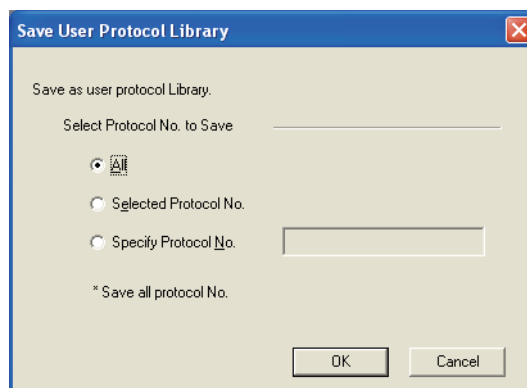 Save User Protocol Library
Save as user protocol Library.
Select Protocol No. to Save
All
Selected Protocol No.
Specify Protocol No.
* Save all protocol No.
OK Cancel